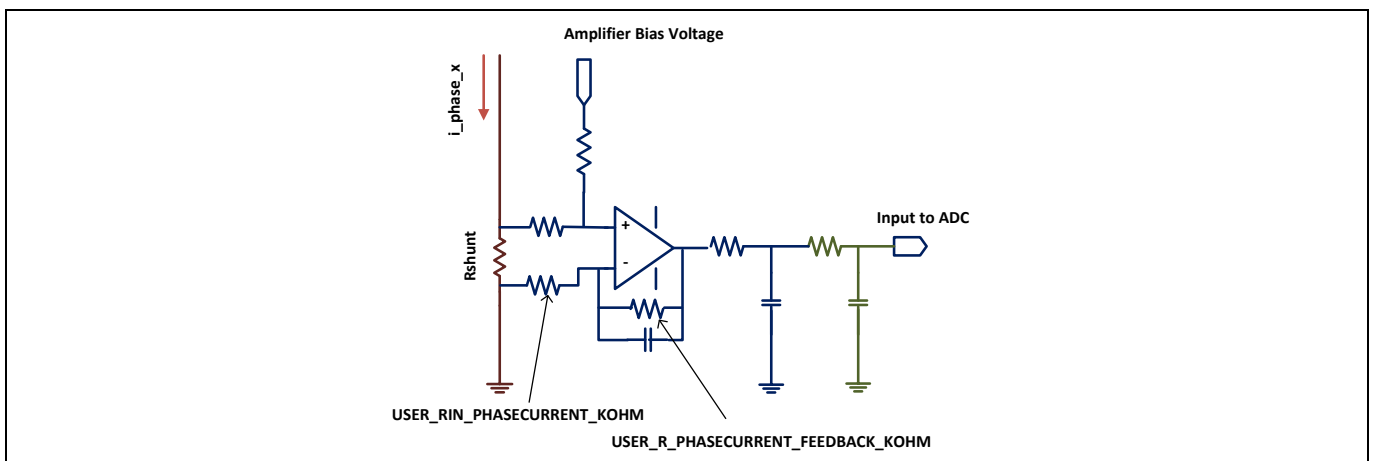 Amplifier Bias Voltage
i_phase_x
+
Input to ADC
Rshunt
-
USER_RIN_PHASECURRENT_KOHM
USER_R_PHASECURRENT_FEEDBACK_KOHM